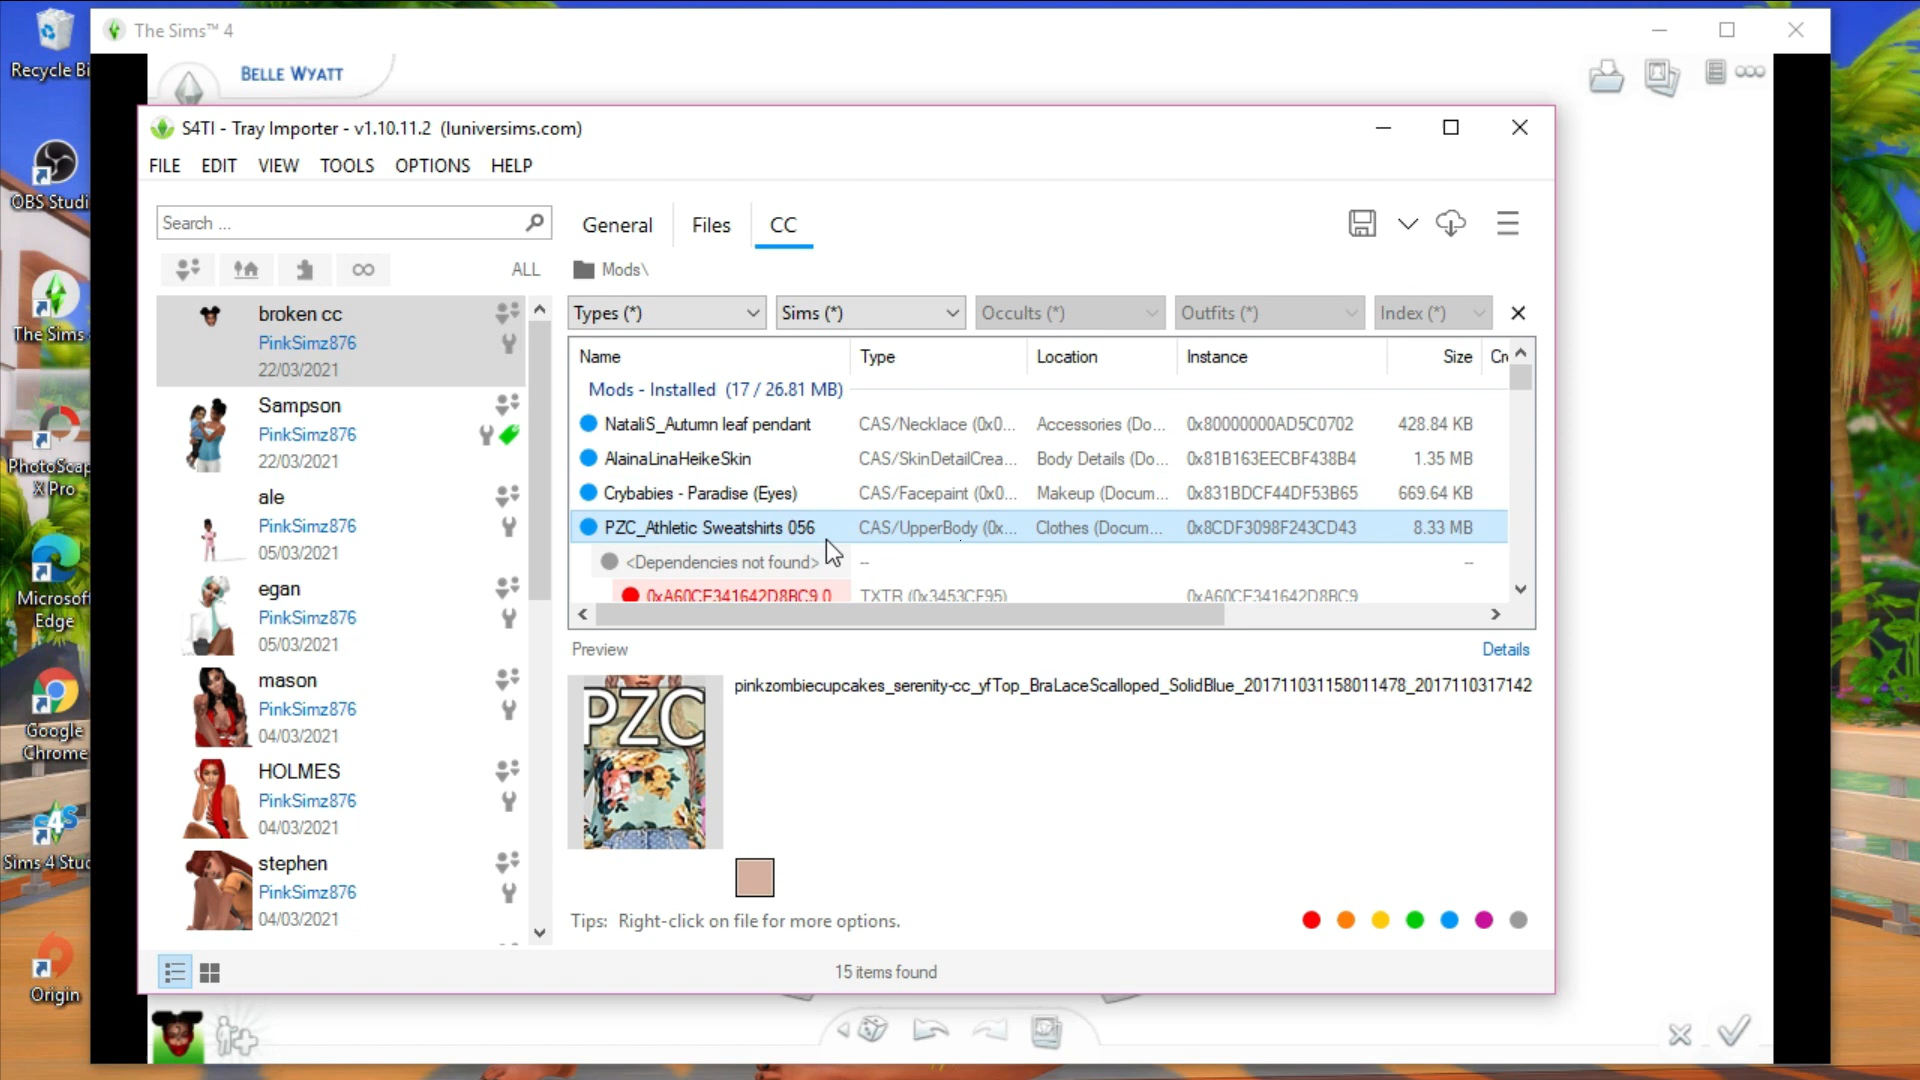 The Sims™ 4
BELLE WYATT
S4TI - Tray Importer - v1.10.11.2 (luniversims.com)
FILE EDIT VIEW TOOLS OPTIONS HELP
Search ...
General Files CC
ALL
Mods\
Types (*) Sims (*) Occults (*) Outfits (*) Index (*)
Name Type Location Instance Size
Mods - Installed (17 / 26.81 MB)
NataliS_Autumn leaf pendant CAS/Necklace (0x0... Accessories (Do... 0x80000000AD5C0702 428.84 KB
AlainaLinaHeikeSkin CAS/SkinDetailCrea... Body Details (Do... 0x81B163EECBF438B4 1.35 MB
Crybabies - Paradise (Eyes) CAS/Facepaint (0x0... Makeup (Docum... 0x831BDCF44DF53B65 669.64 KB
PZC_Athletic Sweatshirts 056 CAS/UpperBody (0x... Clothes (Docum... 0x8CDF3098F243CD43 8.33 MB
<Dependencies not found> -- --
0xA60CE341642D8BC9.0 TXTR (0x3453CF95) 0xA60CE341642D8BC9
broken cc
PinkSimz876
22/03/2021
Sampson
PinkSimz876
22/03/2021
ale
PinkSimz876
05/03/2021
egan
PinkSimz876
05/03/2021
mason
PinkSimz876
04/03/2021
HOLMES
PinkSimz876
04/03/2021
stephen
PinkSimz876
04/03/2021
Preview Details
PZC
pinkzombiecupcakes_serenity-cc_yfTop_BraLaceScalloped_SolidBlue_201711031158011478_2017110317142
Tips: Right-click on file for more options.
15 items found
Recycle Bi
OBS Studi
The Sims
PhotoScap
X Pro
Microsoft
Edge
Google
Chrome
S4S
Sims 4 Stud
Origin